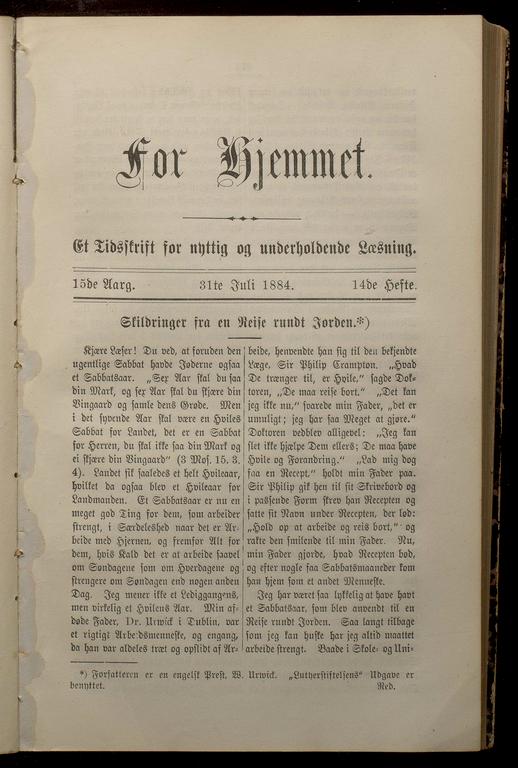 For Hjemmet.
Et Tidsskrift for nyttig og underholdende Læsning.
15de Aarg. 31te Juli 1884. 14de Hefte.
Skildringer fra en Reise rundt Jorden.*)
Kjære Læser! Du ved, at foruden den
ugentlige Sabbat havde Jøderne ogsaa
et Sabbatsaar. „Sex Aar skal du saa
din Mark, og sex Aar skal du skjære din
Vingaard og samle dens Grøde. Men
i det syvende Aar skal være en Hviles
Sabbat for Landet, det er en Sabbat
for Herren, du skal ikke saa din Mark og
ei skjære din Vingaard“ (3 Mos. 15. 3.
4). Landet fik saaledes et helt Hvileaar,
hvilket da ogsaa blev et Hvileaar for
Landmanden. Et Sabbatsaar er nu en
meget god Ting for dem, som arbeider
strengt, i Særdeleshed naar det er Ar-
beide med Hjernen, og fremfor Alt for
dem, hvis Kald det er at arbeide saavel
om Søndagene som om Hverdagene og
strengere om Søndagen end nogen anden
Dag. Jeg mener ikke et Lediggangens,
men virkelig et Hvilens Aar. Min af-
døde Fader, Dr. Urwick i Dublin, var
et rigtigt Arbeidsmenneske, og engang,
da han var aldeles træt og opslidt af Ar-
beide, henvendte han sig til den bekjendte
Læge, Sir Philip Crampton. „Hvad
De trænger til, er Hvile,“ sagde Dok-
toren, „De maa reise bort.“ „Det kan
jeg ikke nu,“ svarede min Fader, „det er
umuligt; jeg har saa Meget at gjøre.“
Doktoren vedblev alligevel: „Jeg kan
slet ikke hjælpe Dem ellers; De maa have
Hvile og Forandring.“ „Lad mig dog
faa en Recept,“ holdt min Fader paa.
Sir Philip gik hen til sit Skrivebord og
i passende Form skrev han Recepten og
satte sit Navn under Recepten, der lød:
„Hold op at arbeide og reis bort,“ og
rakte den smilende til min Fader. Nu,
min Fader gjorde, hvad Recepten bød,
og efter nogle faa Sabbatsmaaneder kom
han hjem som et andet Menneske.
Jeg har været saa lykkelig at have havt
et Sabbatsaar, som blev anvendt til en
Reise rundt Jorden. Saa langt tilbage
som jeg kan huske har jeg altid maattet
arbeide strengt. Baade i Skole- og Uni-
*) Forfatteren er en engelsk Prest, W. Urwick. „Lutherstiftelsens“ Udgave er
benyttet. Red.